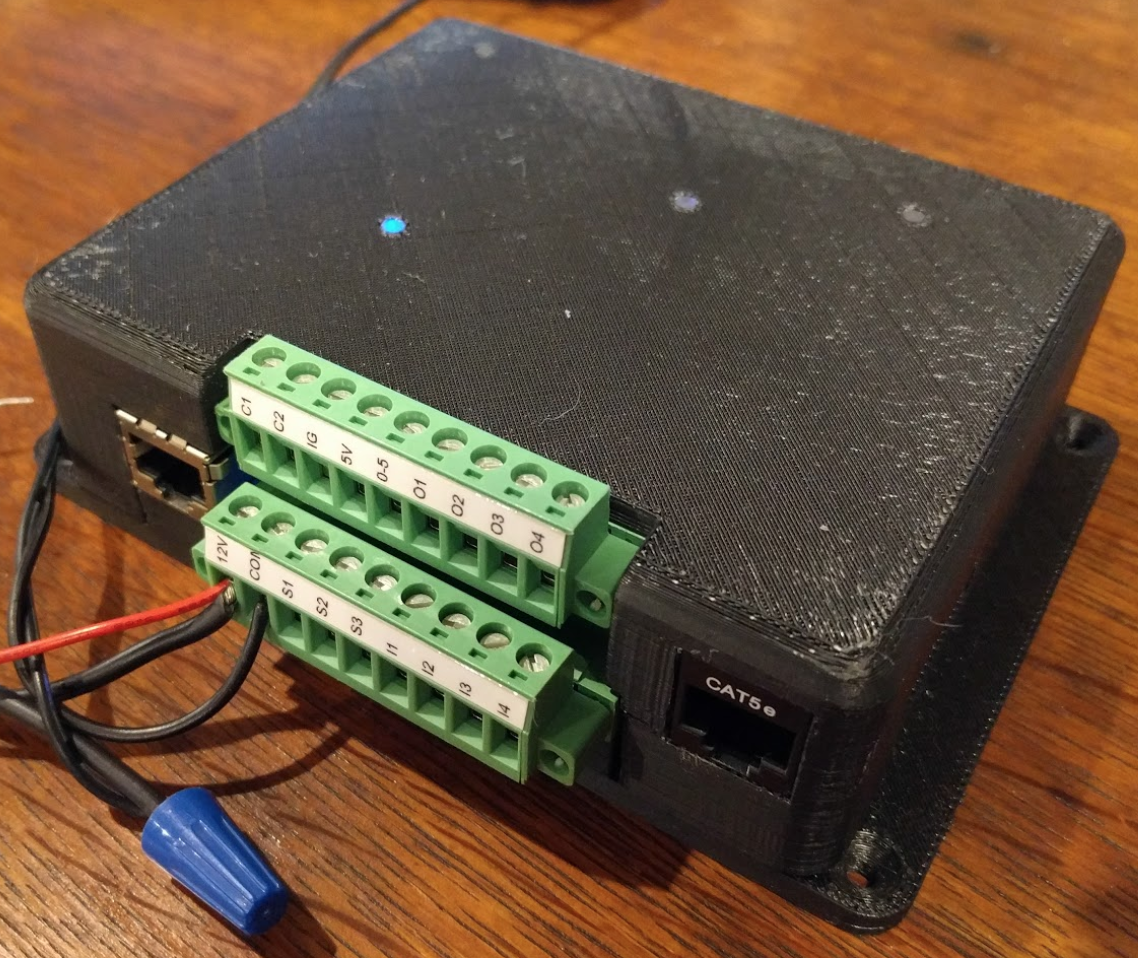 C1 C2 IG 5V 0-5 O1 O2 O3 O4
12V COM S1 S2 S3 I1 I2 I3 I4
CAT5e